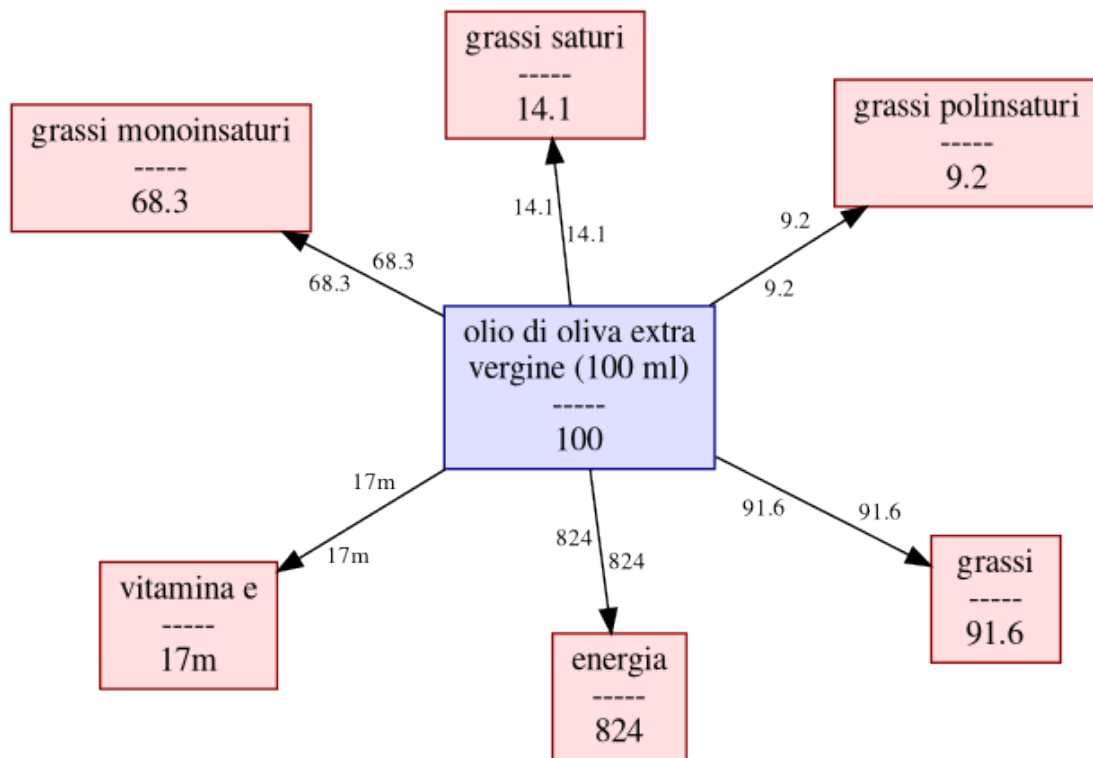 grassi saturi
-----
14.1
grassi polinsaturi
-----
9.2
grassi monoinsaturi
-----
68.3
14.1
14.1
9.2
9.2
68.3
68.3
olio di oliva extra
vergine (100 ml)
-----
100
17m
17m
824
824
91.6
91.6
grassi
-----
91.6
vitamina e
-----
17m
energia
-----
824